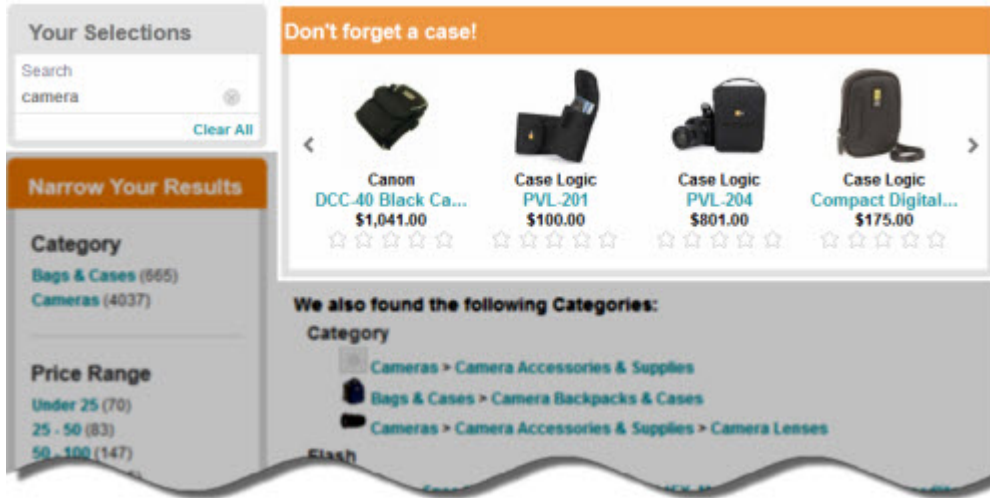 Your Selections
Search
camera
Clear All
Don't forget a case!
Canon
DCC-40 Black Ca...
$1,041.00
Case Logic
PVL-201
$100.00
Case Logic
PVL-204
$801.00
Case Logic
Compact Digital...
$175.00
Narrow Your Results
Category
Bags & Cases (665)
Cameras (4037)
Price Range
Under 25 (70)
25 - 50 (83)
50 - 100 (147)
We also found the following Categories:
Category
Cameras > Camera Accessories & Supplies
Bags & Cases > Camera Backpacks & Cases
Cameras > Camera Accessories & Supplies > Camera Lenses
Flash